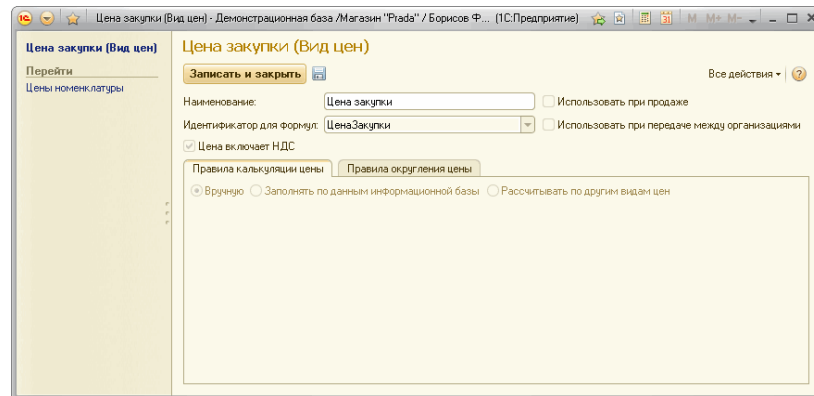 Цена закупки (Вид цен) - Демонстрационная база /Магазин "Prada" / Борисов Ф... (1С:Предприятие)
M M+ M-
Цена закупки (Вид цен)
Перейти
Цены номенклатуры
Цена закупки (Вид цен)
Записать и закрыть
Все действия
Наименование: Цена закупки Использовать при продаже
Идентификатор для формул: ЦенаЗакупки Использовать при передаче между организациями
Цена включает НДС
Правила калькуляции цены Правила округления цены
Вручную Заполнять по данным информационной базы Рассчитывать по другим видам цен